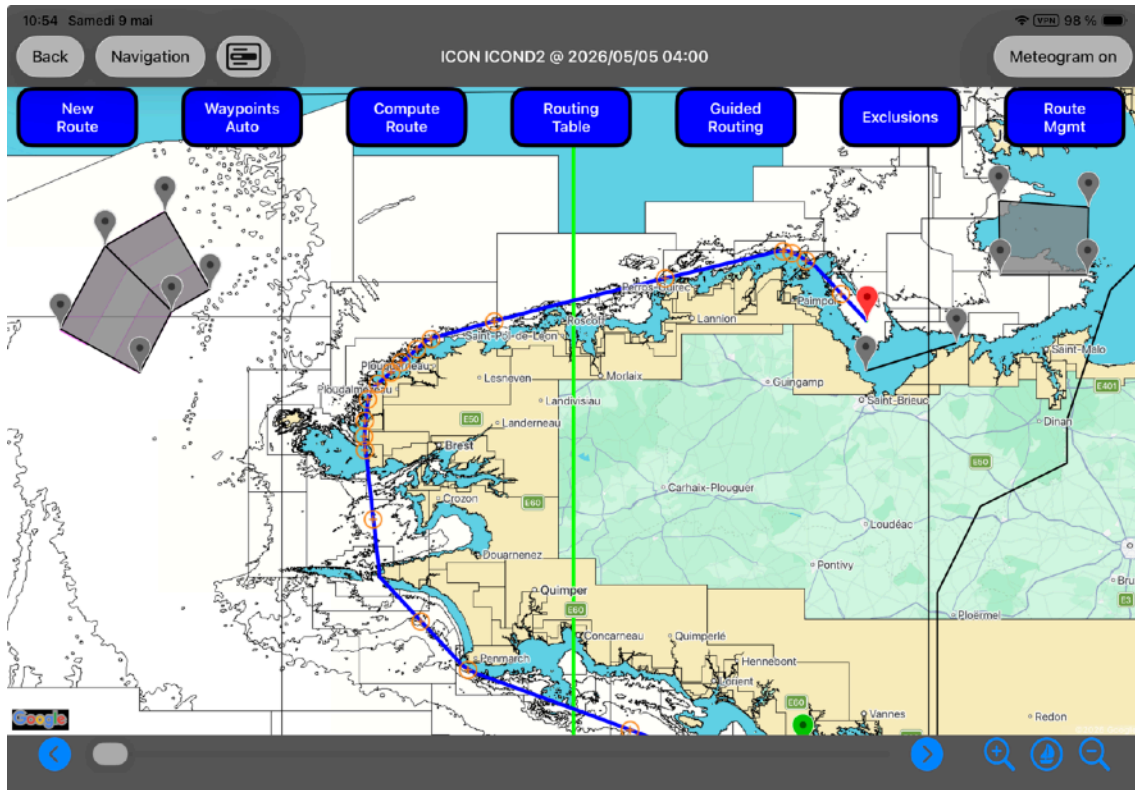 10:54 Samedi 9 mai
VPN 98 %
Back
Navigation
ICON ICOND2 @ 2026/05/05 04:00
Meteogram on
New
Route
Waypoints
Auto
Compute
Route
Routing
Table
Guided
Routing
Exclusions
Route
Mgmt
Perros-Guirec
Paimpol
Lannion
Roscoff
Saint-Pol-de-Léon
Saint-Malo
Lesneven
Morlaix
Guingamp
Ploudalmézeau
Landivisiau
Saint-Brieuc
E401
E50
Landerneau
Dinan
Brest
E50
Carhaix-Plouguer
Crozon
E60
Loudéac
Douarnenez
Pontivy
Quimper
E60
Bru
E3
Ploërmel
Concarneau
Quimperlé
Penmarch
Hennebont
Lorient
E60
Vannes
Redon
Google